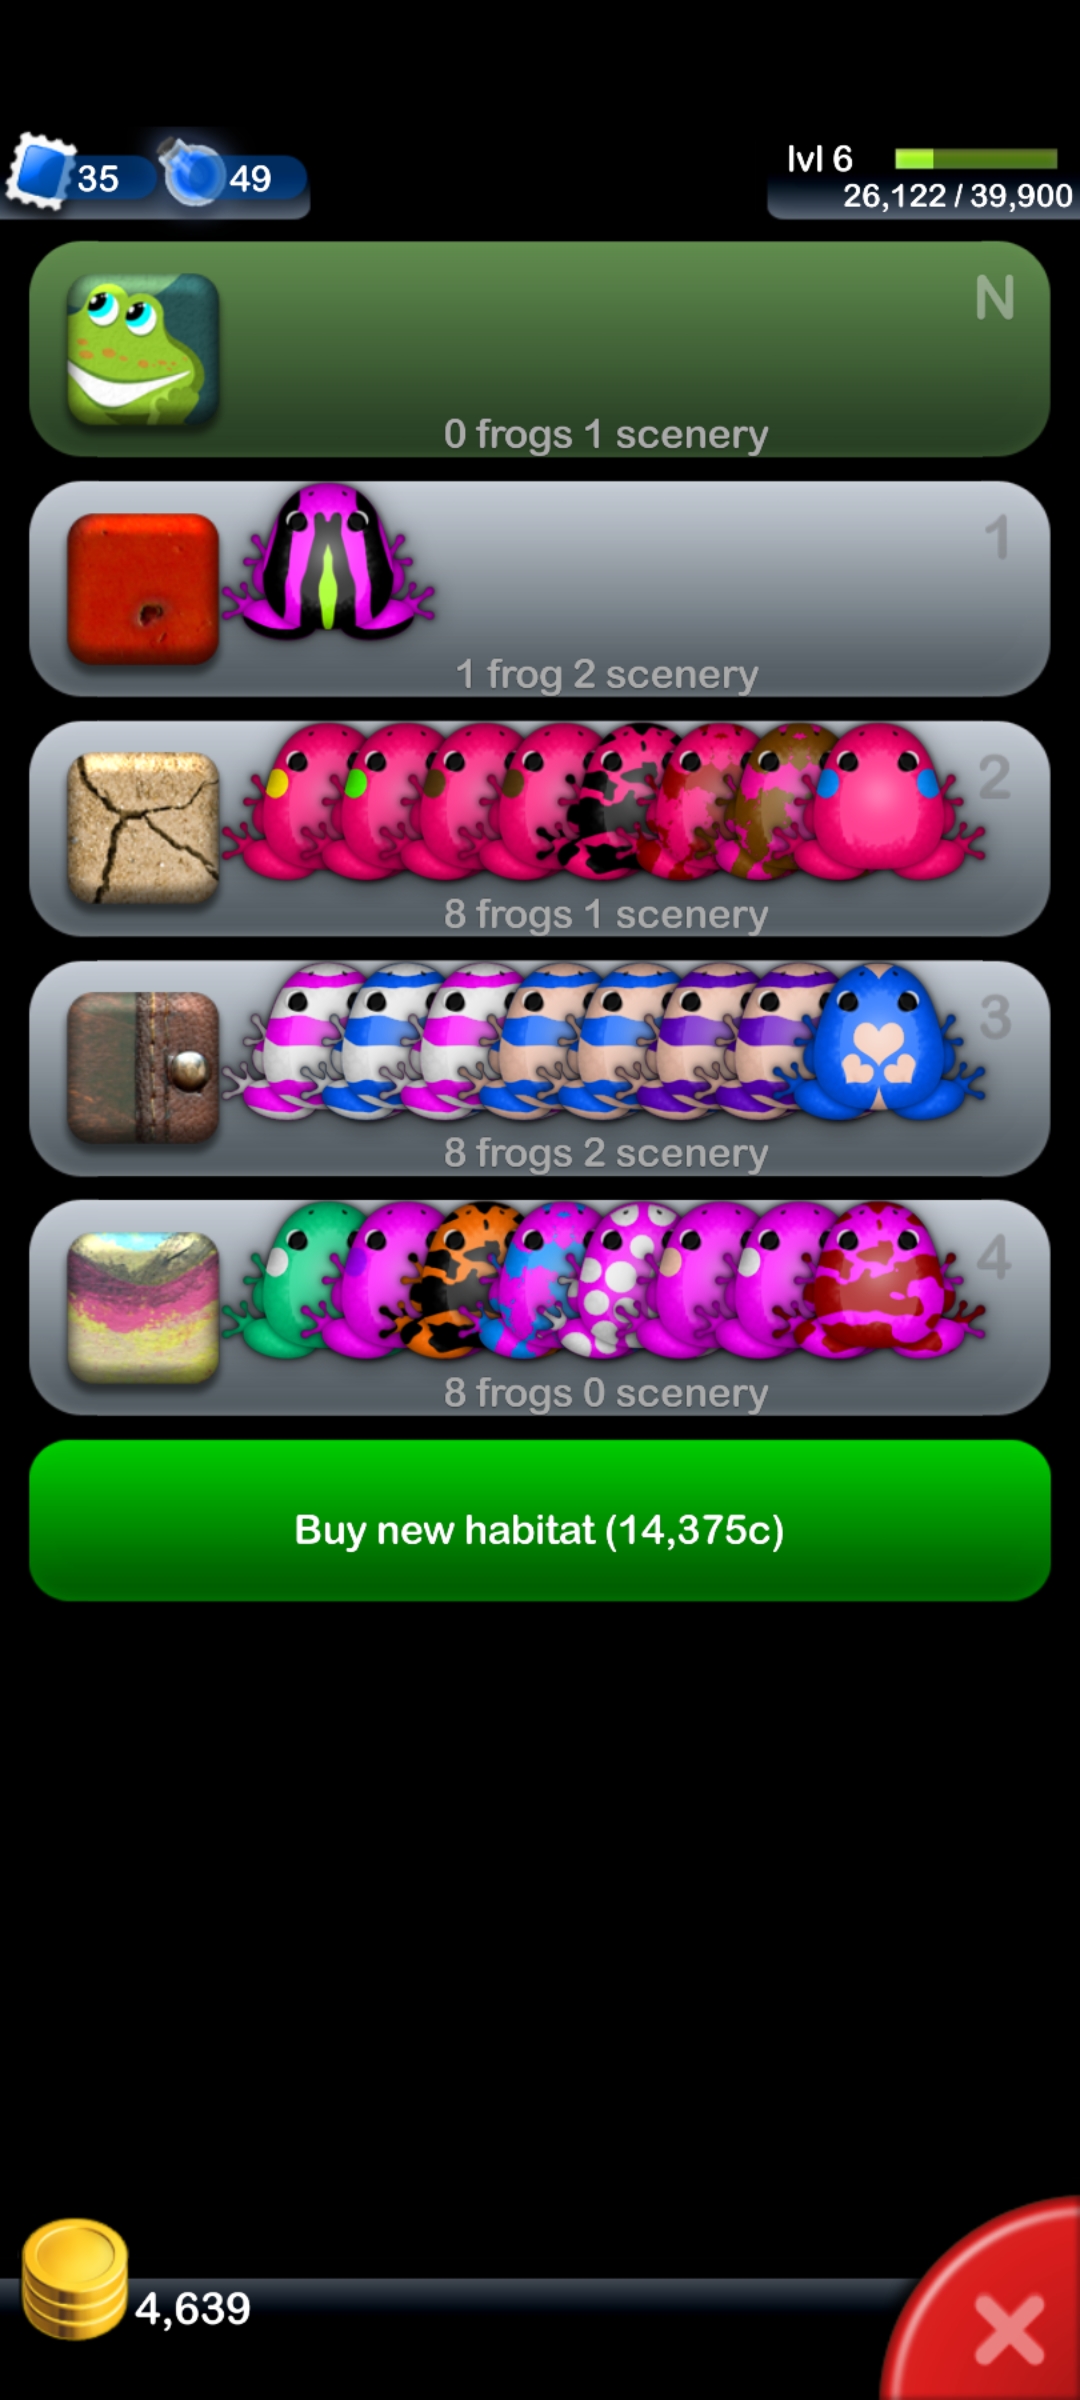 35 49 lvl 6
26,122 / 39,900
N
0 frogs 1 scenery
1
1 frog 2 scenery
2
8 frogs 1 scenery
3
8 frogs 2 scenery
4
8 frogs 0 scenery
Buy new habitat (14,375c)
4,639